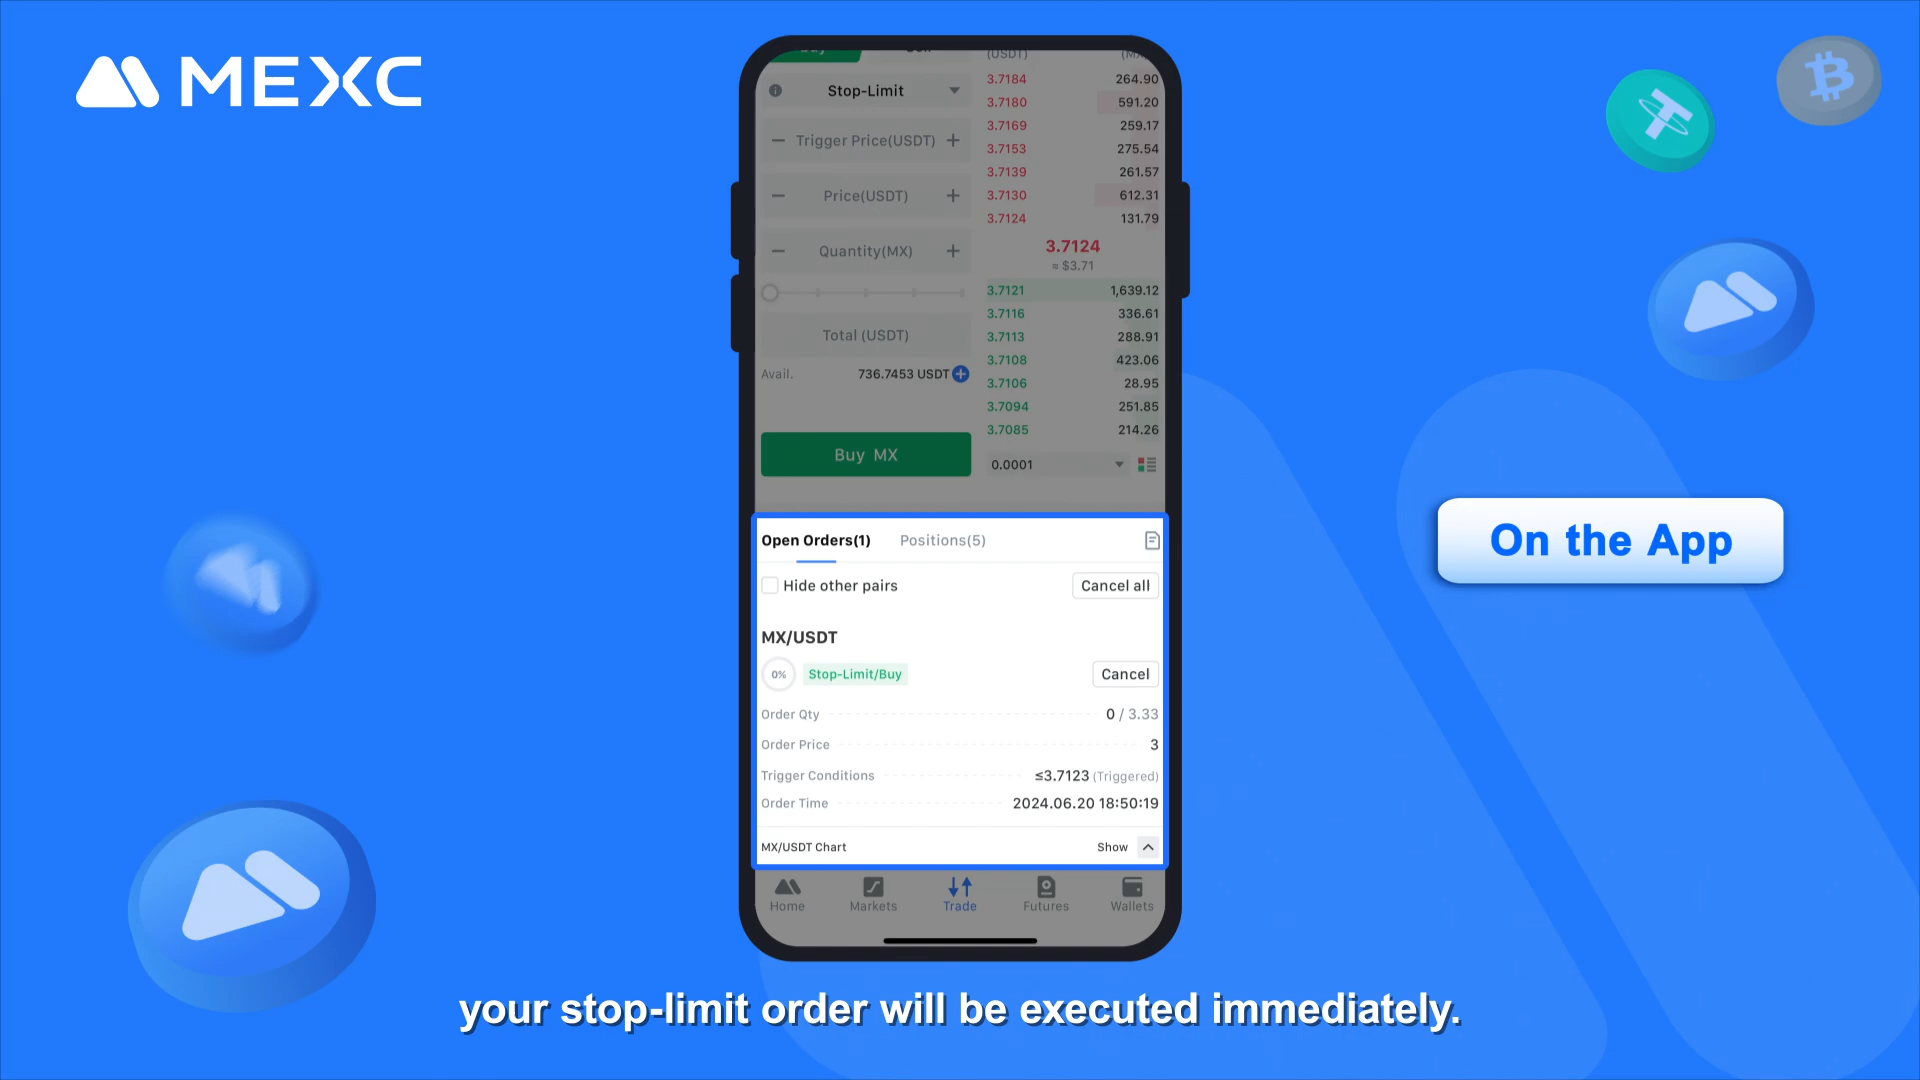 MEXC
Buy
(USDT)
Stop-Limit
3.7184 264.90
3.7180 591.20
Trigger Price(USDT)
3.7169 259.17
3.7153 275.54
3.7139 261.57
Price(USDT)
3.7130 612.31
3.7124 131.79
Quantity(MX)
3.7124
≈ $3.71
3.7121 1,639.12
3.7116 336.61
Total (USDT)
3.7113 288.91
3.7108 423.06
Avail. 736.7453 USDT
3.7106 28.95
3.7094 251.85
3.7085 214.26
Buy MX
0.0001
Open Orders(1) Positions(5)
Hide other pairs Cancel all
MX/USDT
0% Stop-Limit/Buy Cancel
Order Qty 0 / 3.33
Order Price 3
Trigger Conditions ≤3.7123 (Triggered)
Order Time 2024.06.20 18:50:19
MX/USDT Chart Show
Home Markets Trade Futures Wallets
On the App
your stop-limit order will be executed immediately.